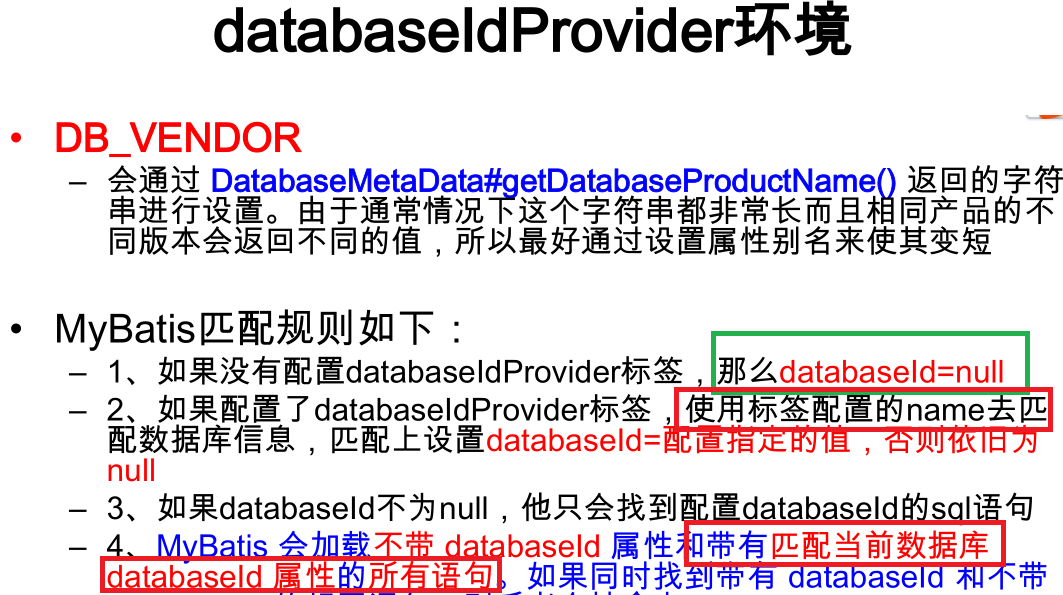 databaseIdProvider环境
• DB_VENDOR
– 会通过 DatabaseMetaData#getDatabaseProductName() 返回的字符
串进行设置。由于通常情况下这个字符串都非常长而且相同产品的不
同版本会返回不同的值，所以最好通过设置属性别名来使其变短
• MyBatis匹配规则如下：
– 1、如果没有配置databaseIdProvider标签，那么databaseId=null
– 2、如果配置了databaseIdProvider标签，使用标签配置的name去匹
配数据库信息，匹配上设置databaseId=配置指定的值，否则依旧为
null
– 3、如果databaseId不为null，他只会找到配置databaseId的sql语句
– 4、MyBatis 会加载不带 databaseId 属性和带有匹配当前数据库
databaseId 属性的所有语句。如果同时找到带有 databaseId 和不带